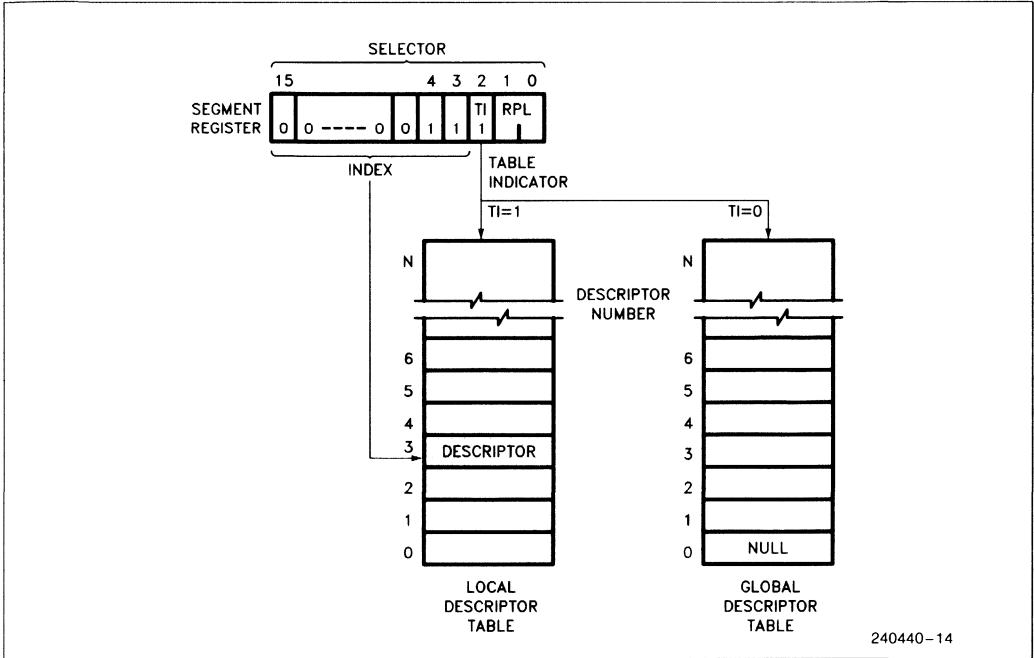 SELECTOR
15 4 3 2 1 0
SEGMENT
REGISTER
TI RPL
0 0 ---- 0 0 1 1 1
INDEX
TABLE
INDICATOR
TI=1
TI=0
N
N
DESCRIPTOR
NUMBER
6
6
5
5
4
4
3
DESCRIPTOR
3
2
2
1
1
0
0
NULL
LOCAL
DESCRIPTOR
TABLE
GLOBAL
DESCRIPTOR
TABLE
240440-14